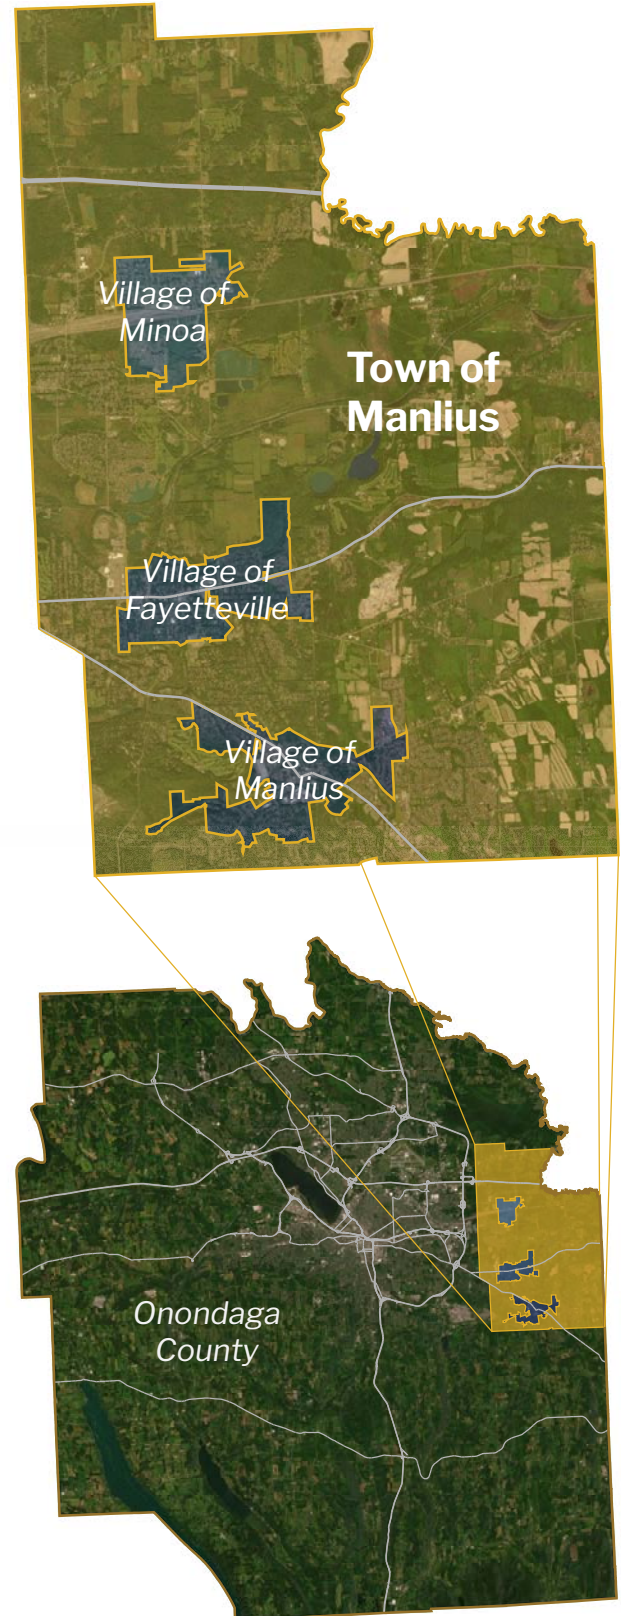 Village of
Minoa
Town of
Manlius
Village of
Fayetteville
Village of
Manlius
Onondaga
County